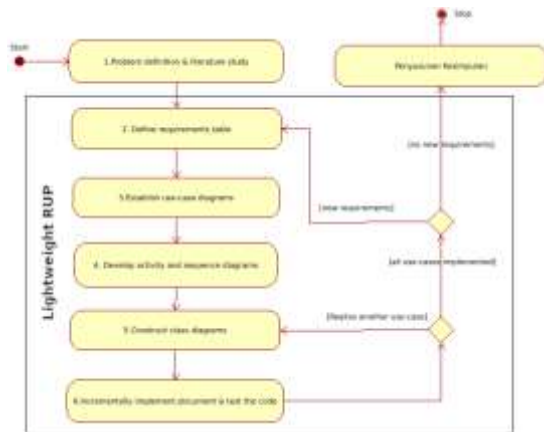 Start
Stop
1.Problem definition & literature study
Penyusunan Kesimpulan
2. Define requirements table
[no new requirements]
3.Establish use-case diagrams
[new requirements]
Lightweight RUP
4. Develop activity and sequence diagrams
[all use-cases implemented]
[Realize another use-case]
5.Construct class diagrams
6.Incrementally implement,document & test the code